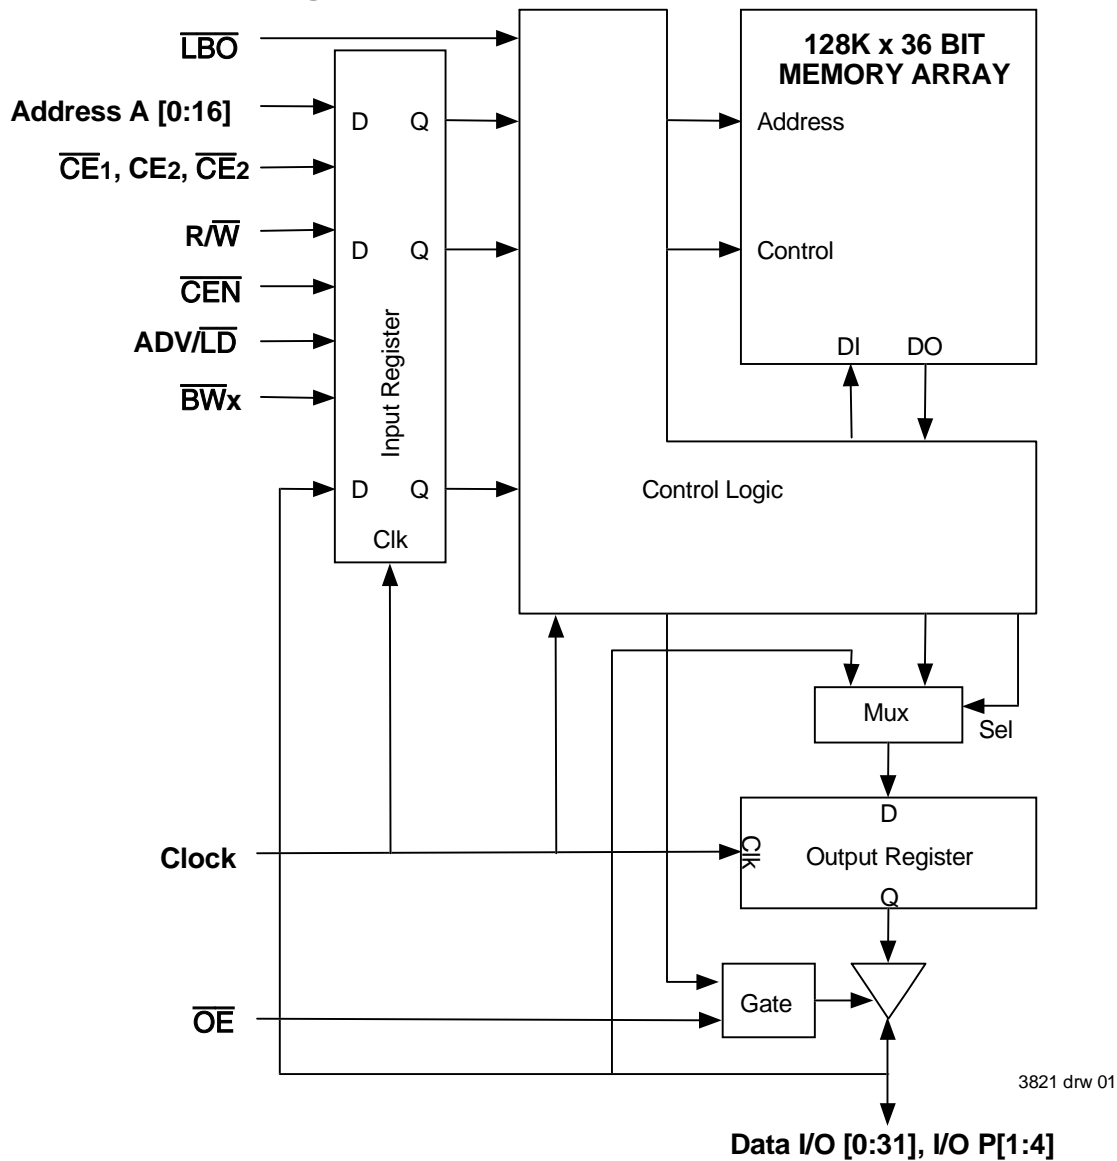 LBO
128K x 36 BIT
MEMORY ARRAY
Address A [0:16]
D Q
Address
CE1, CE2, CE2
R/W
D Q
Control
CEN
ADV/LD
Input Register
DI DO
BWx
D Q
Control Logic
Clk
Mux
Sel
D
Clock
Clk
Output Register
Q
Gate
OE
3821 drw 01
Data I/O [0:31], I/O P[1:4]